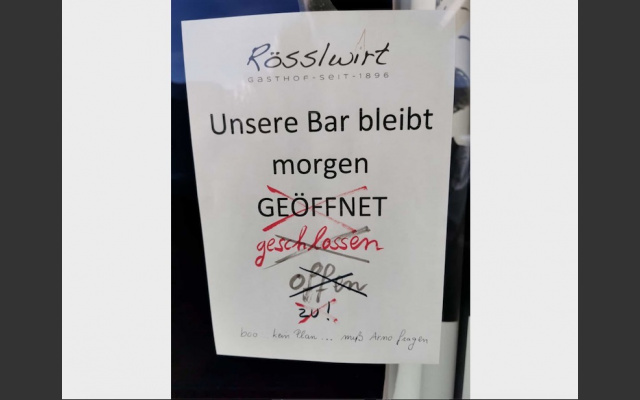 Rösslwirt
GASTHOF-SEIT-1896
Unsere Bar bleibt
morgen
GEÖFFNET
geschlossen
offen
zu!
boo kein Plan... muß Arno fragen